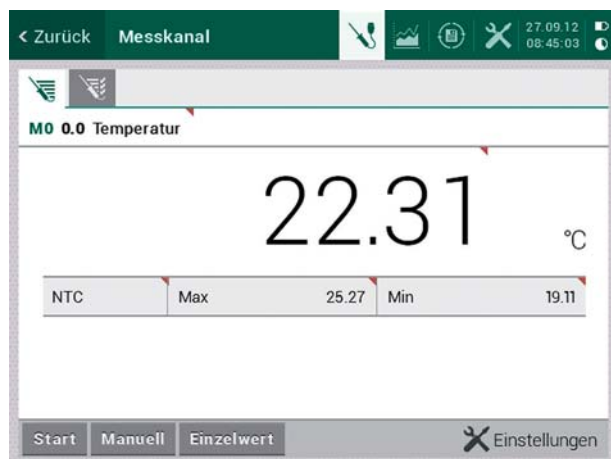 Zurück Messkanal 27.09.12
08:45:03
M0 0.0 Temperatur
22.31 °C
NTC Max 25.27 Min 19.11
Start Manuell Einzelwert Einstellungen